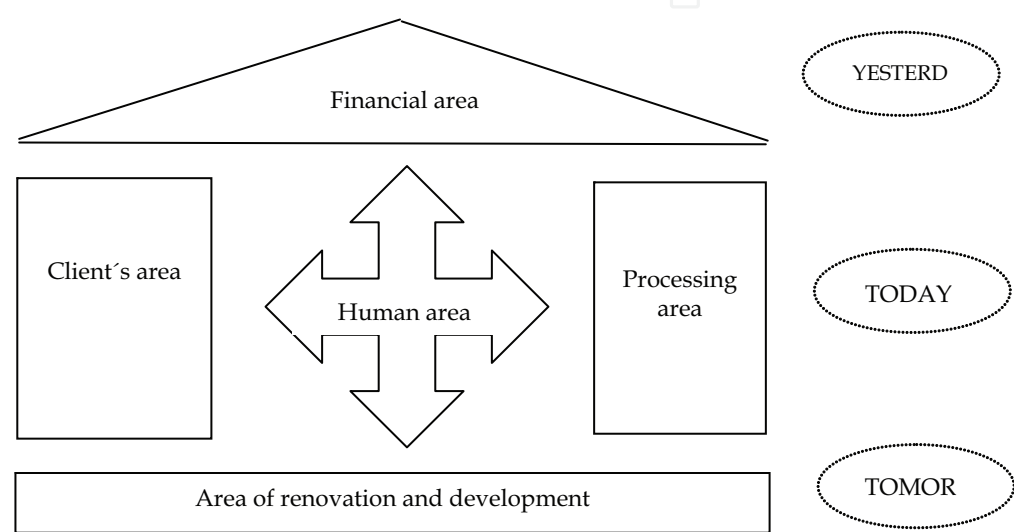 Financial area
YESTERD
Client´s area
Human area
Processing
area
TODAY
Area of renovation and development
TOMOR